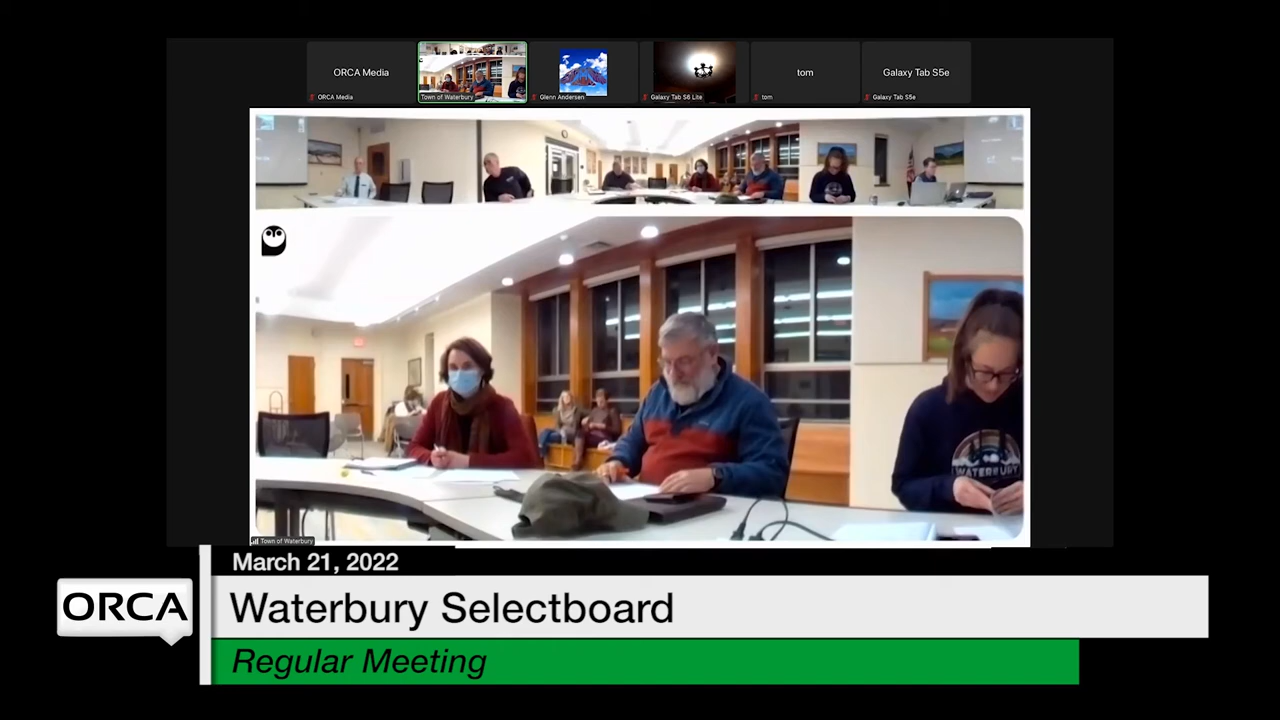 ORCA Media
tom
Galaxy Tab S5e
ORCA Media
Town of Waterbury
Glenn Andersen
Galaxy Tab S6 Lite
tom
Galaxy Tab S5e
WATERBURY
Town of Waterbury
March 21, 2022
ORCA
Waterbury Selectboard
Regular Meeting